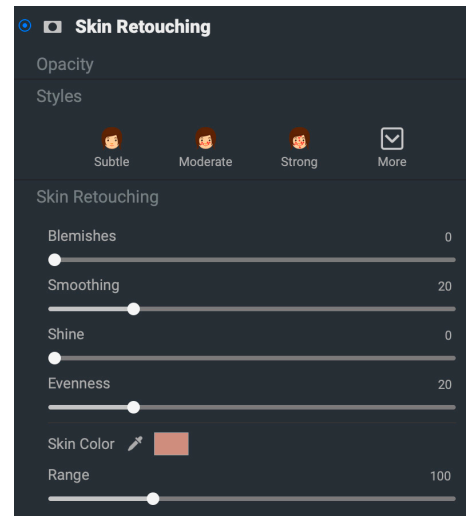 Skin Retouching
Opacity
Styles
Subtle Moderate Strong More
Skin Retouching
Blemishes 0
Smoothing 20
Shine 0
Evenness 20
Skin Color
Range 100